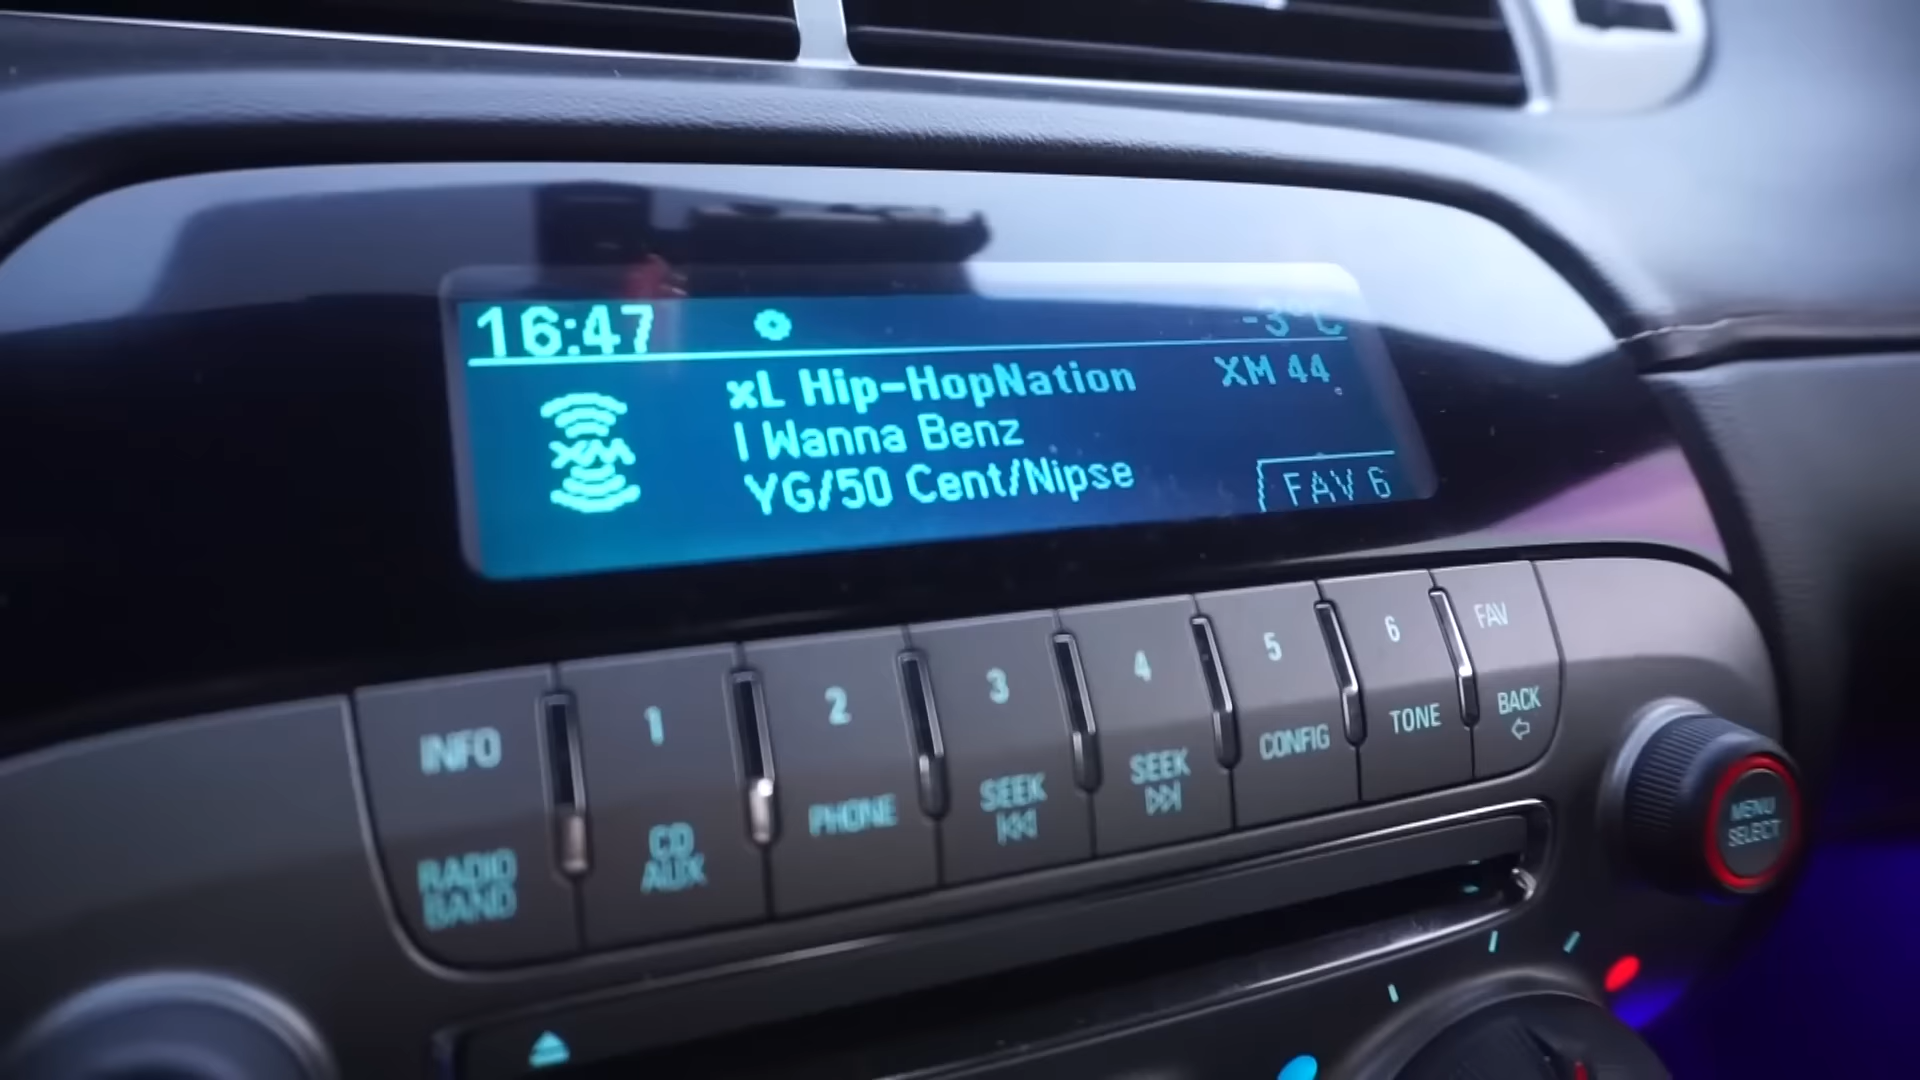 16:47
-3°C
xL Hip-HopNation
XM 44
I Wanna Benz
XM
YG/50 Cent/Nipse
FAV 6
INFO
1
2
3
4
5
6
FAV
RADIO
BAND
CD
AUX
PHONE
SEEK
SEEK
CONFIG
TONE
BACK
MENU
SELECT